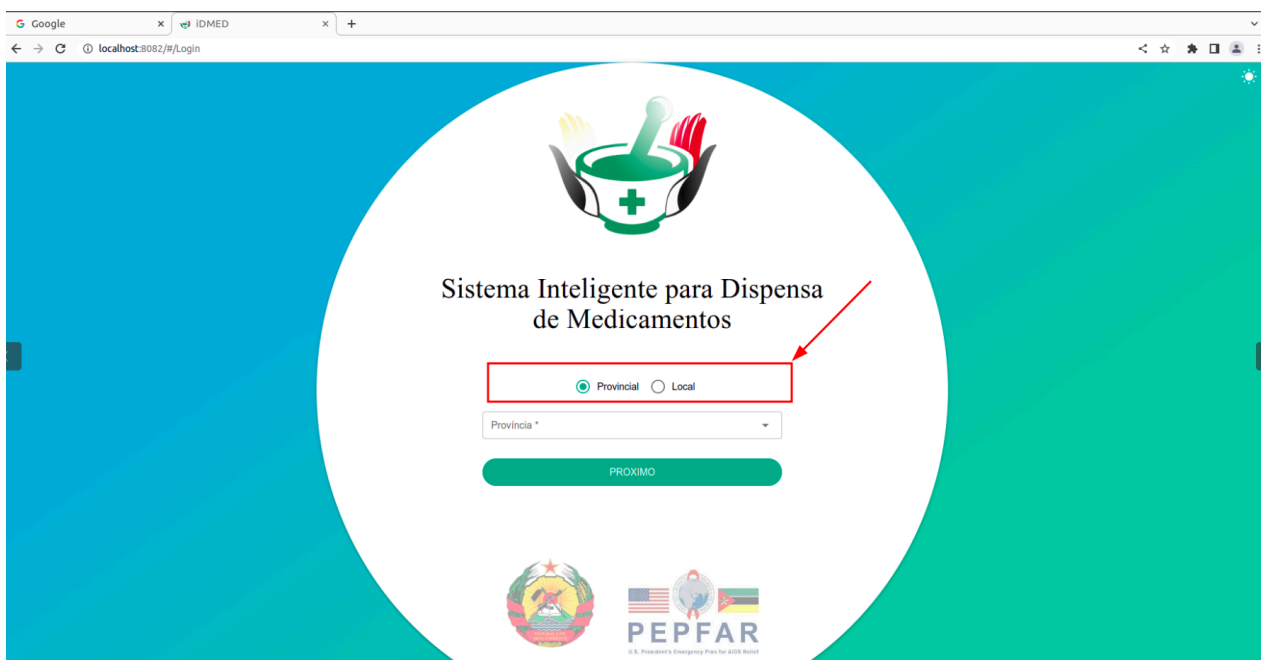 Google
iDMED
localhost:8082/#/Login
Sistema Inteligente para Dispensa
de Medicamentos
Provincial
Local
Província *
PROXIMO
PEPFAR
U.S. President's Emergency Plan for AIDS Relief